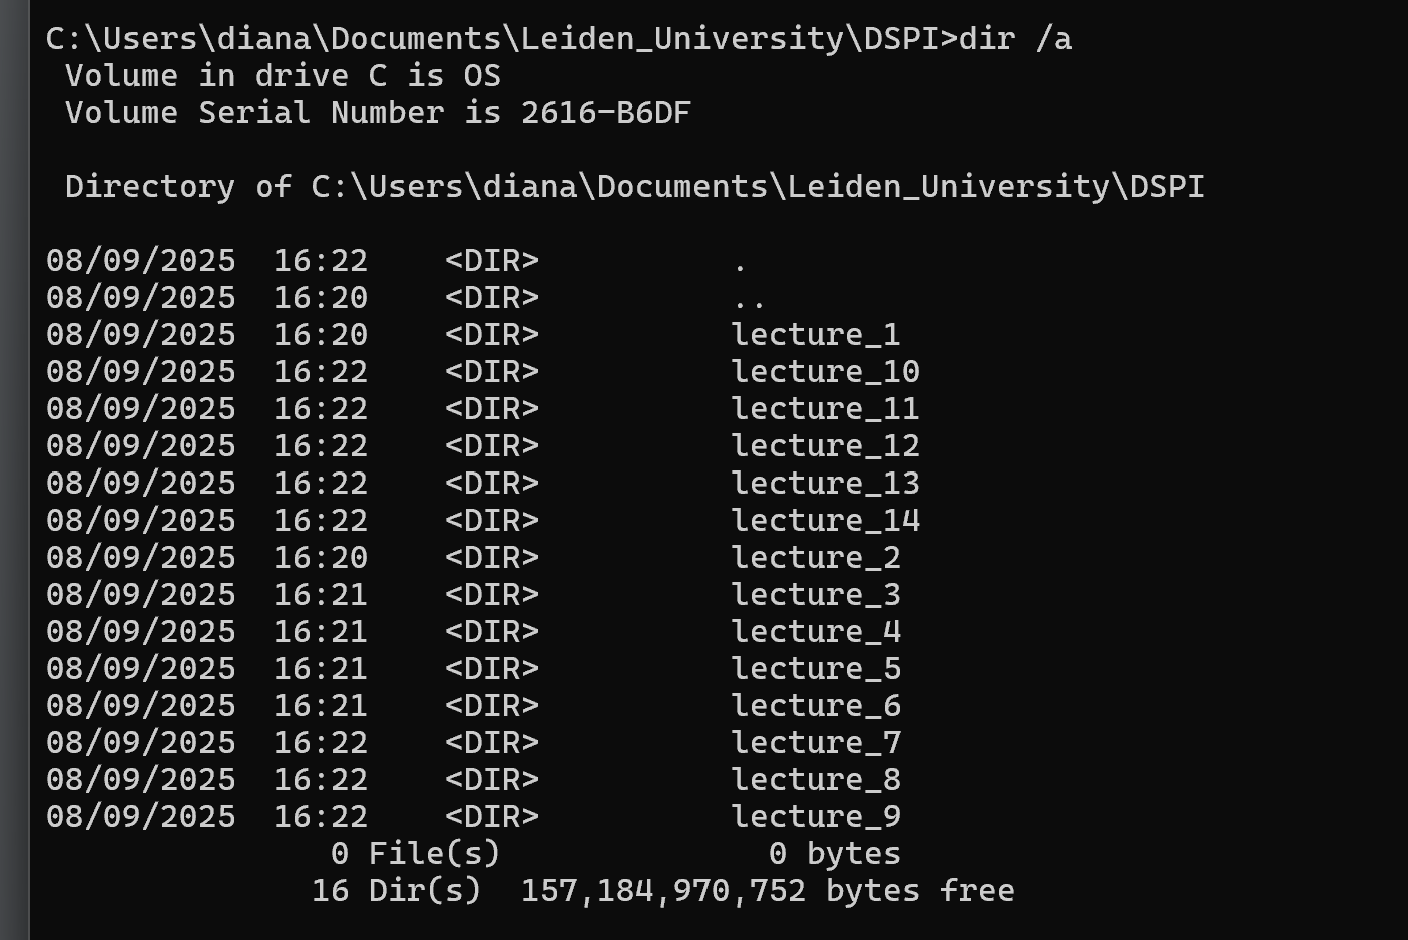 C:\Users\diana\Documents\Leiden_University\DSPI>dir /a
Volume in drive C is OS
Volume Serial Number is 2616-B6DF
Directory of C:\Users\diana\Documents\Leiden_University\DSPI
08/09/2025  16:22    <DIR>          .
08/09/2025  16:20    <DIR>          ..
08/09/2025  16:20    <DIR>          lecture_1
08/09/2025  16:22    <DIR>          lecture_10
08/09/2025  16:22    <DIR>          lecture_11
08/09/2025  16:22    <DIR>          lecture_12
08/09/2025  16:22    <DIR>          lecture_13
08/09/2025  16:22    <DIR>          lecture_14
08/09/2025  16:20    <DIR>          lecture_2
08/09/2025  16:21    <DIR>          lecture_3
08/09/2025  16:21    <DIR>          lecture_4
08/09/2025  16:21    <DIR>          lecture_5
08/09/2025  16:21    <DIR>          lecture_6
08/09/2025  16:22    <DIR>          lecture_7
08/09/2025  16:22    <DIR>          lecture_8
08/09/2025  16:22    <DIR>          lecture_9
0 File(s)              0 bytes
16 Dir(s)  157,184,970,752 bytes free